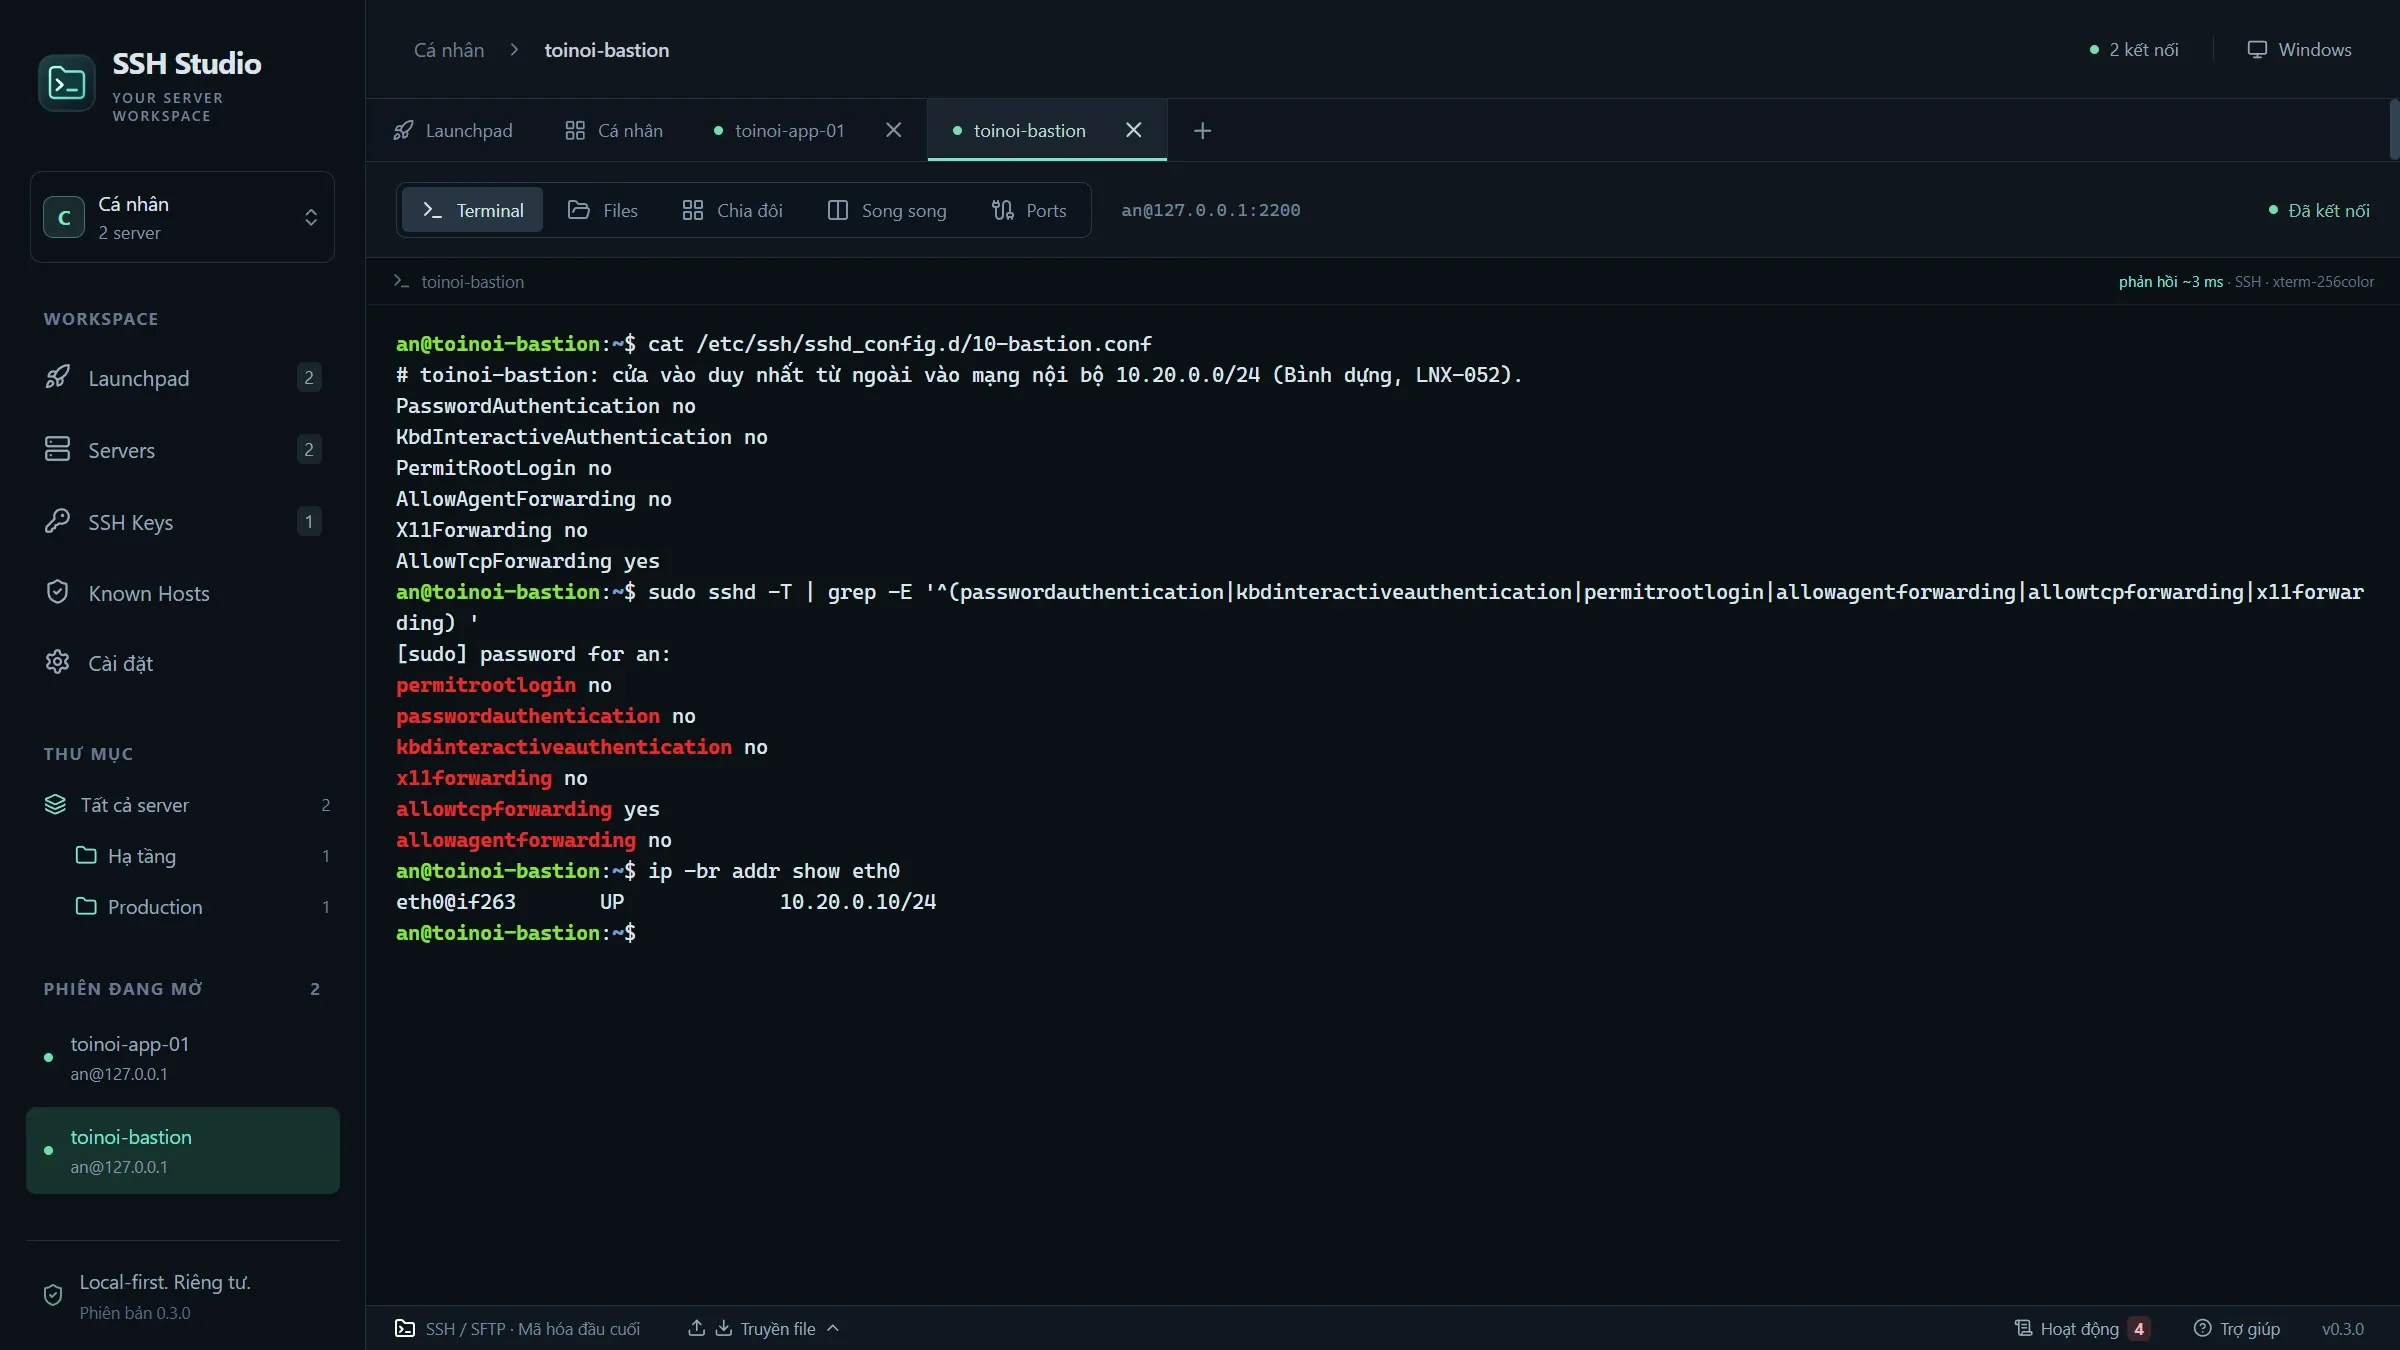 SSH Studio
YOUR SERVER
WORKSPACE
C
Cá nhân
2 server
WORKSPACE
Launchpad 2
Servers 2
SSH Keys 1
Known Hosts
Cài đặt
THƯ MỤC
Tất cả server 2
Hạ tầng 1
Production 1
PHIÊN ĐANG MỞ 2
toinoi-app-01
an@127.0.0.1
toinoi-bastion
an@127.0.0.1
Local-first. Riêng tư.
Phiên bản 0.3.0
Cá nhân > toinoi-bastion
2 kết nối
Windows
Launchpad
Cá nhân
toinoi-app-01
toinoi-bastion
Terminal
Files
Chia đôi
Song song
Ports
an@127.0.0.1:2200
Đã kết nối
toinoi-bastion
phản hồi ~3 ms · SSH · xterm-256color
an@toinoi-bastion:~$ cat /etc/ssh/sshd_config.d/10-bastion.conf
# toinoi-bastion: cửa vào duy nhất từ ngoài vào mạng nội bộ 10.20.0.0/24 (Bình dựng, LNX-052).
PasswordAuthentication no
KbdInteractiveAuthentication no
PermitRootLogin no
AllowAgentForwarding no
X11Forwarding no
AllowTcpForwarding yes
an@toinoi-bastion:~$ sudo sshd -T | grep -E '^(passwordauthentication|kbdinteractiveauthentication|permitrootlogin|allowagentforwarding|allowtcpforwarding|x11forwar
ding) '
[sudo] password for an:
permitrootlogin no
passwordauthentication no
kbdinteractiveauthentication no
x11forwarding no
allowtcpforwarding yes
allowagentforwarding no
an@toinoi-bastion:~$ ip -br addr show eth0
eth0@if263       UP             10.20.0.10/24
an@toinoi-bastion:~$
SSH / SFTP · Mã hóa đầu cuối
Truyền file
Hoạt động 4
Trợ giúp
v0.3.0